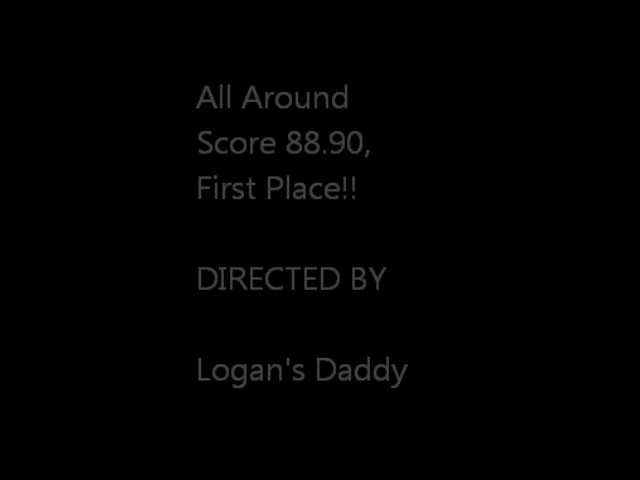 All Around
Score 88.90,
First Place!!
DIRECTED BY
Logan's Daddy